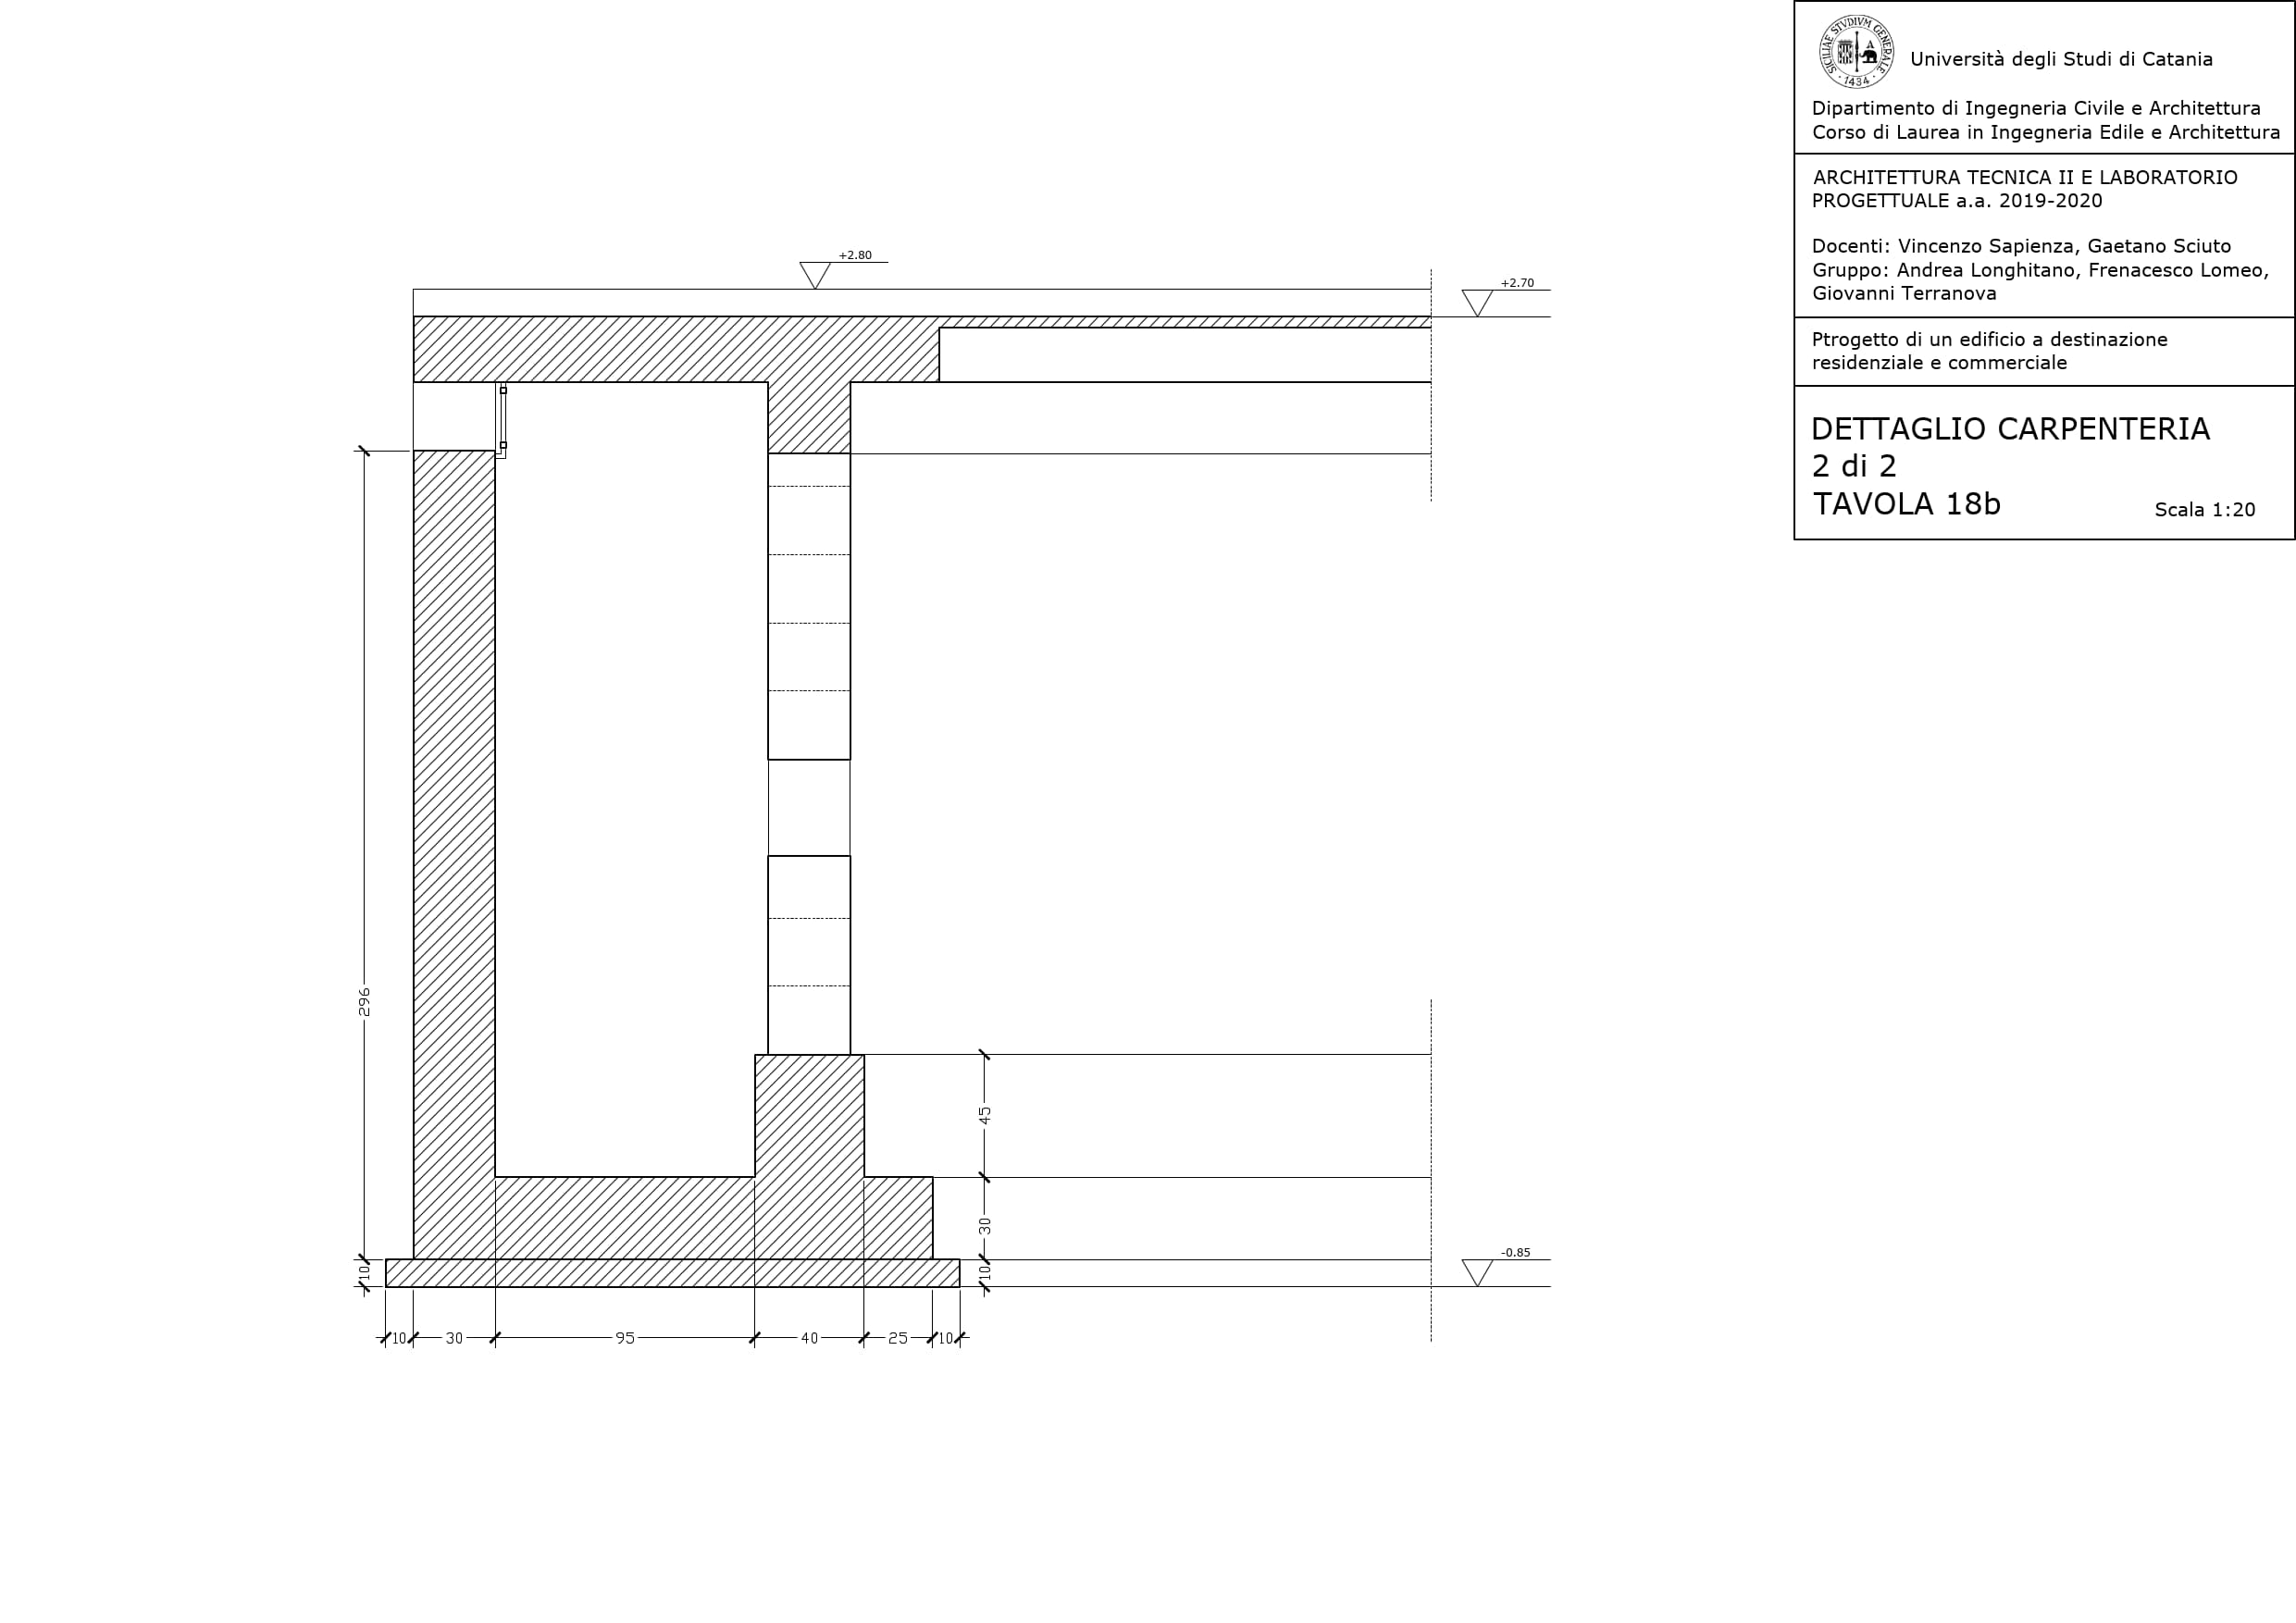 SICILIAE STVDIVM GENERALE
· 1434 ·
A
Università degli Studi di Catania
Dipartimento di Ingegneria Civile e Architettura
Corso di Laurea in Ingegneria Edile e Architettura
ARCHITETTURA TECNICA II E LABORATORIO
PROGETTUALE a.a. 2019-2020
Docenti: Vincenzo Sapienza, Gaetano Sciuto
Gruppo: Andrea Longhitano, Frenacesco Lomeo,
Giovanni Terranova
Ptrogetto di un edificio a destinazione
residenziale e commerciale
DETTAGLIO CARPENTERIA
2 di 2
TAVOLA 18b
Scala 1:20
+2.80
+2.70
296
45
30
-0.85
10
10
10
30
95
40
25
10